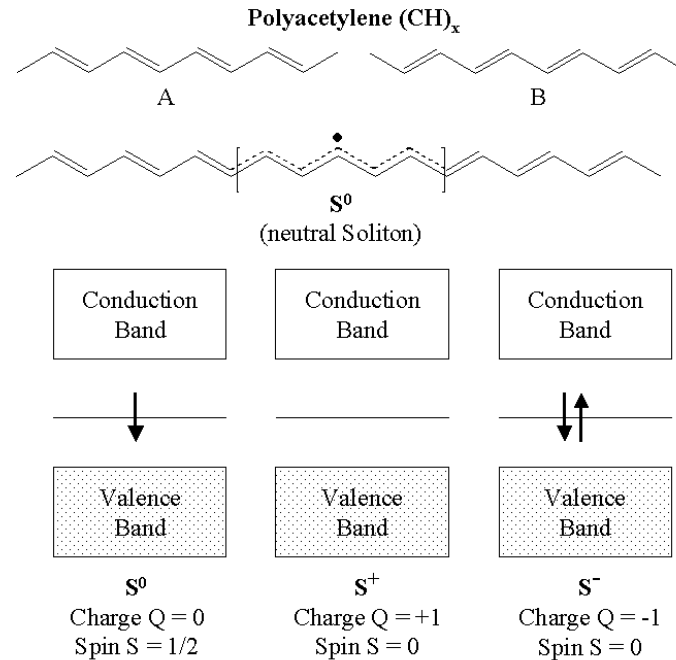 Polyacetylene (CH)x
A B
S⁰
(neutral Soliton)
Conduction Band
Conduction Band
Conduction Band
Valence Band
Valence Band
Valence Band
S⁰ S⁺ S⁻
Charge Q = 0 Charge Q = +1 Charge Q = -1
Spin S = 1/2 Spin S = 0 Spin S = 0